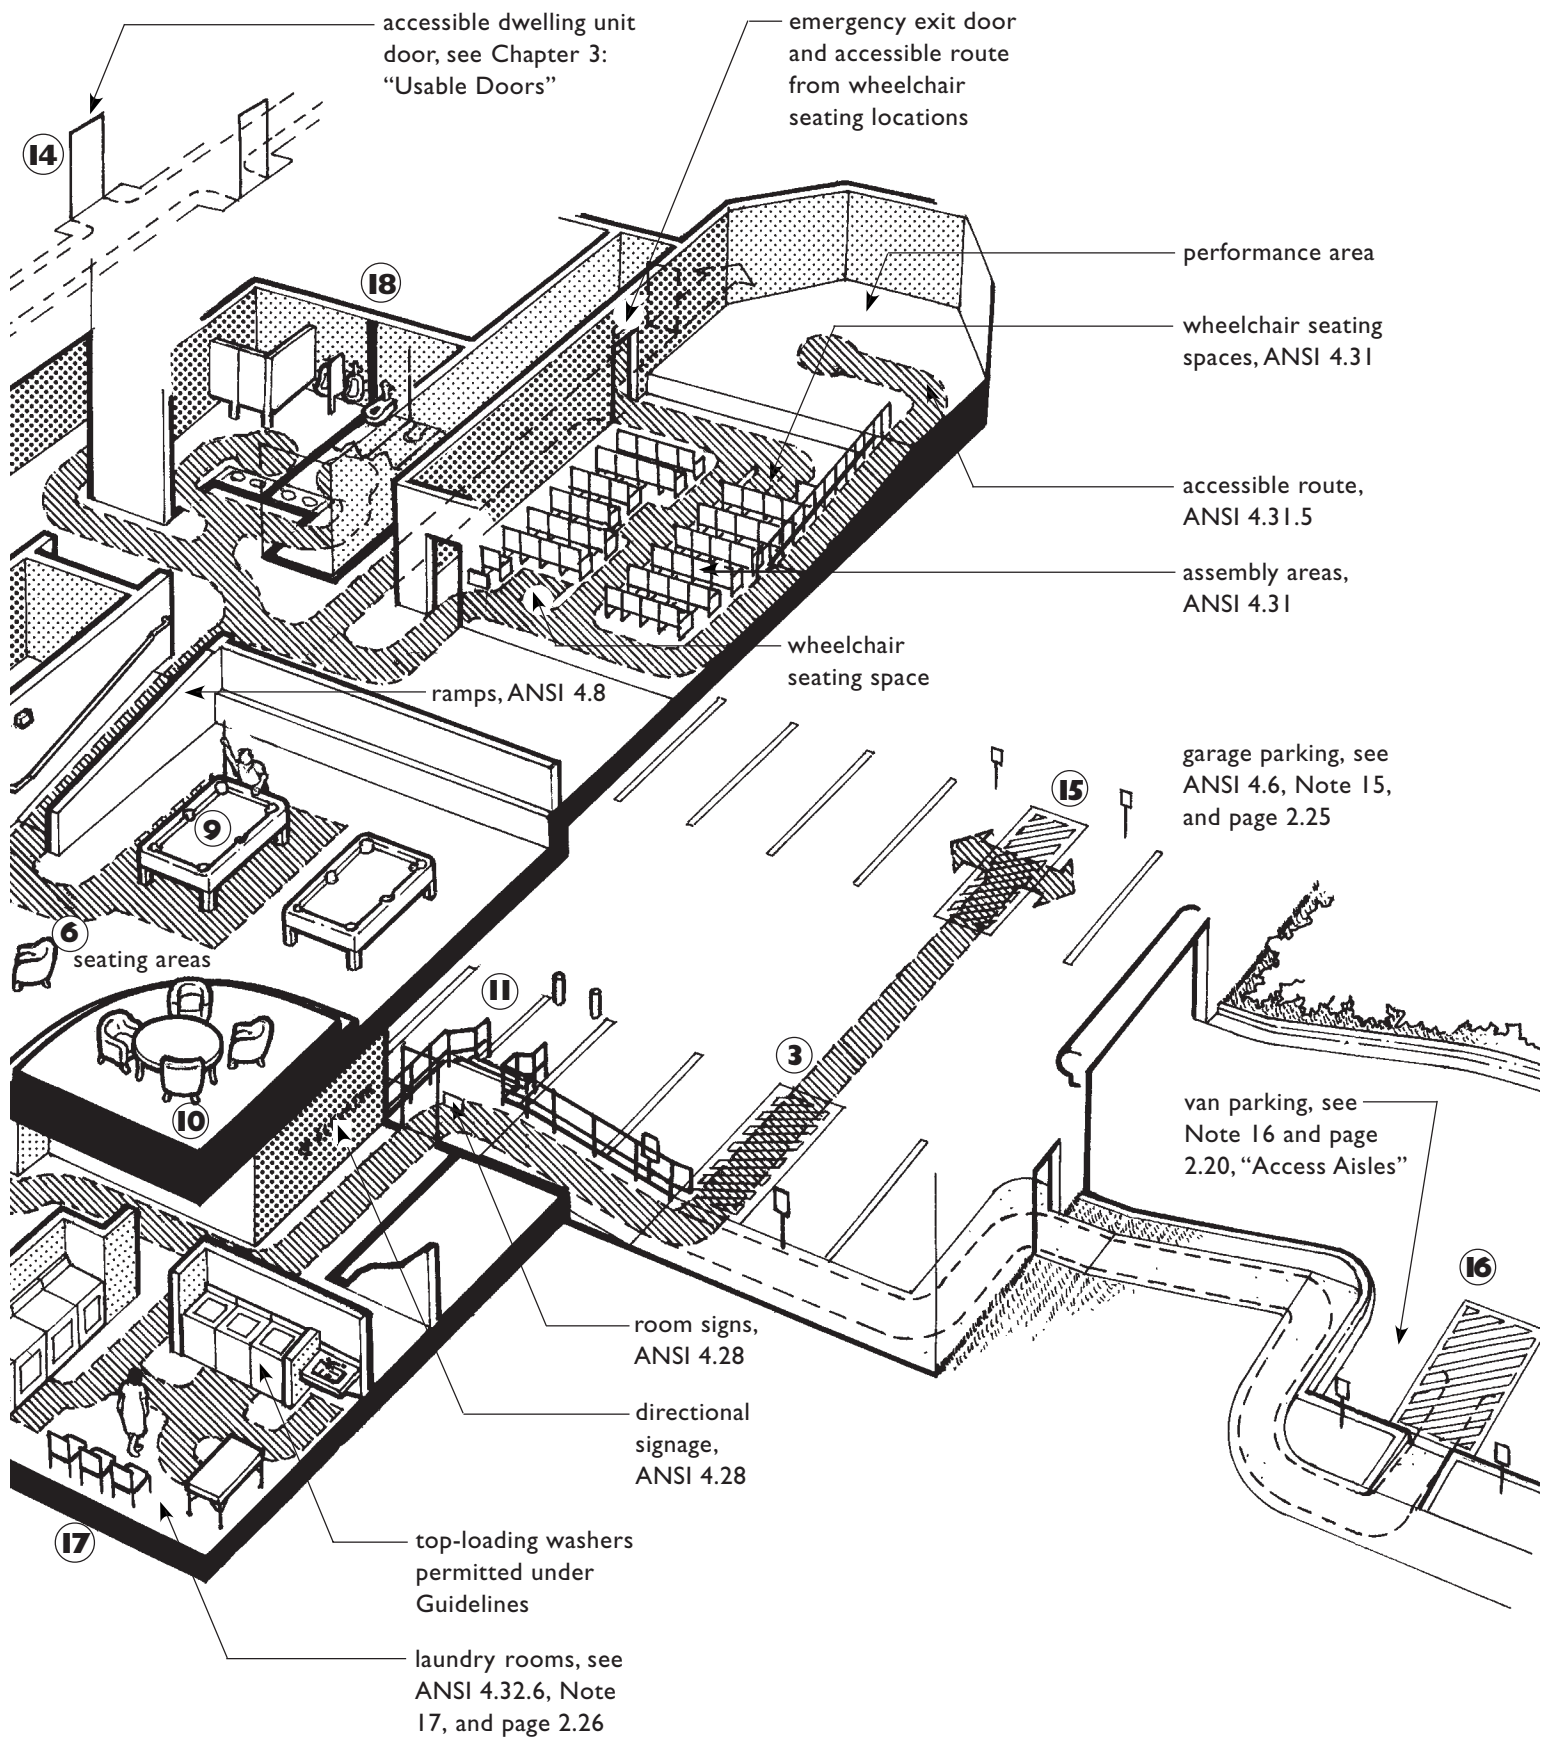 accessible dwelling unit
door, see Chapter 3:
“Usable Doors”
emergency exit door
and accessible route
from wheelchair
seating locations
14
18
performance area
wheelchair seating
spaces, ANSI 4.31
accessible route,
ANSI 4.31.5
assembly areas,
ANSI 4.31
wheelchair
seating space
ramps, ANSI 4.8
garage parking, see
ANSI 4.6, Note 15,
and page 2.25
15
9
6
seating areas
11
3
10
van parking, see
Note 16 and page
2.20, “Access Aisles”
16
room signs,
ANSI 4.28
directional
signage,
ANSI 4.28
17
top-loading washers
permitted under
Guidelines
laundry rooms, see
ANSI 4.32.6, Note
17, and page 2.26